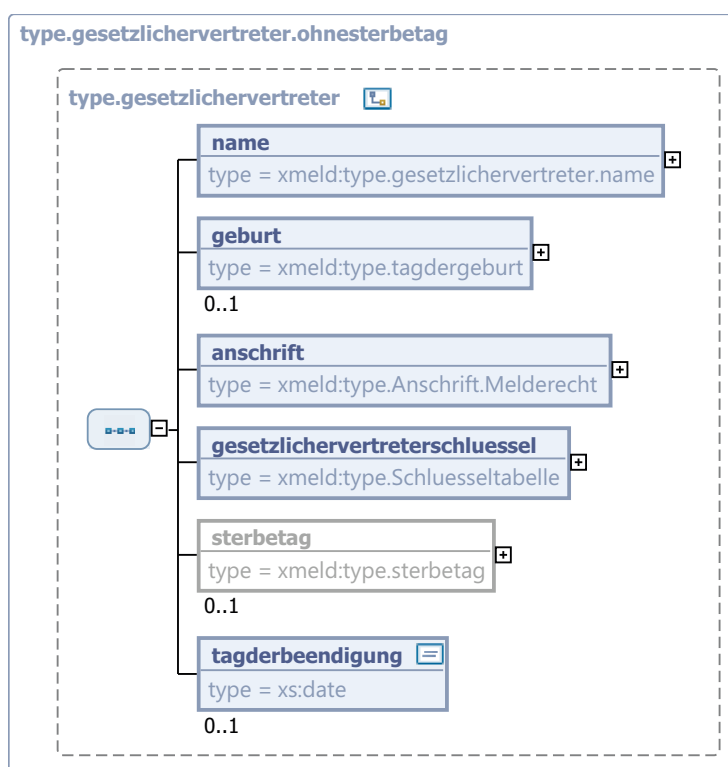 type.gesetzlichervertreter.ohnesterbetag
type.gesetzlichervertreter
name
type = xmeld:type.gesetzlichervertreter.name
geburt
type = xmeld:type.tagdergeburt
0..1
anschrift
type = xmeld:type.Anschrift.Melderecht
gesetzlichervertreterschluessel
type = xmeld:type.Schluesseltabelle
sterbetag
type = xmeld:type.sterbetag
0..1
tagderbeendigung
type = xs:date
0..1